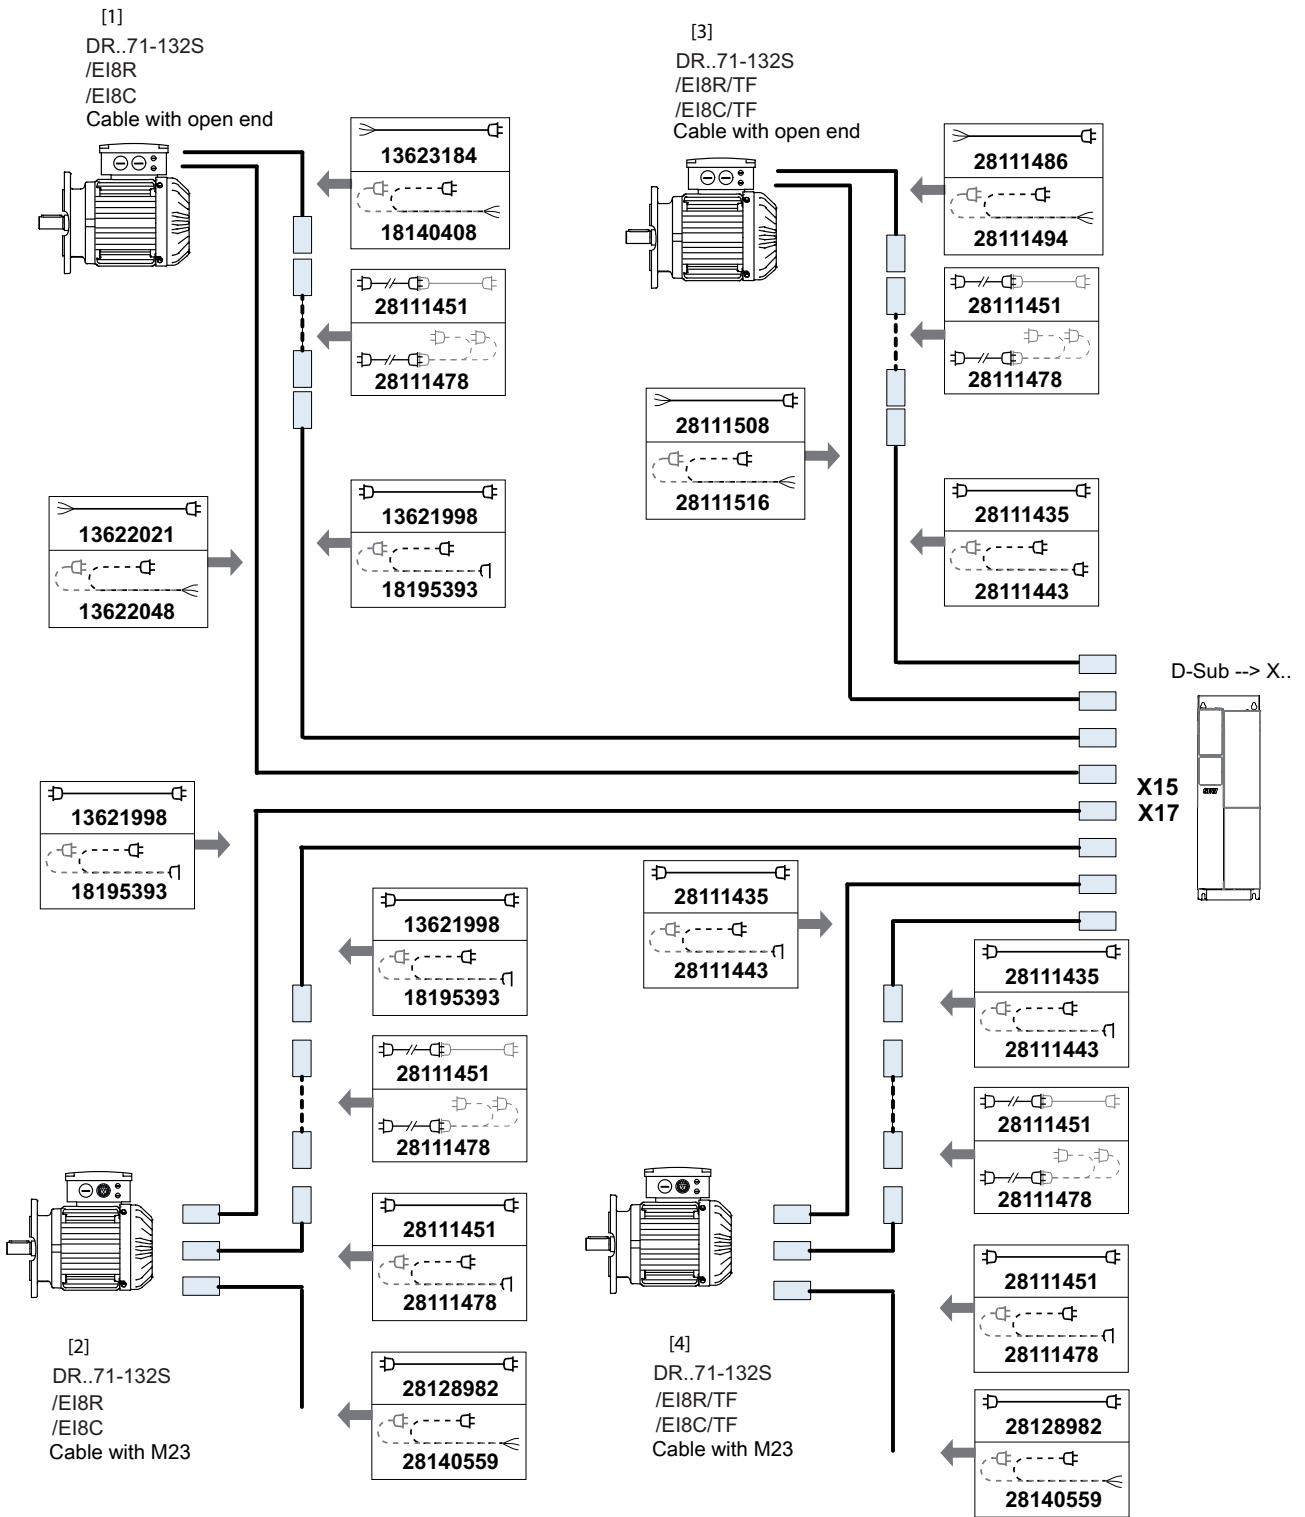 [1]
DR..71-132S
/EI8R
/EI8C
Cable with open end
13623184
18140408
28111451
28111478
13622021
13622048
13621998
18195393
[3]
DR..71-132S
/EI8R/TF
/EI8C/TF
Cable with open end
28111486
28111494
28111451
28111478
28111508
28111516
28111435
28111443
D-Sub --> X..
X15
X17
13621998
18195393
13621998
18195393
28111451
28111478
28111451
28111478
28128982
28140559
[2]
DR..71-132S
/EI8R
/EI8C
Cable with M23
28111435
28111443
28111435
28111443
28111451
28111478
28111451
28111478
28128982
28140559
[4]
DR..71-132S
/EI8R/TF
/EI8C/TF
Cable with M23